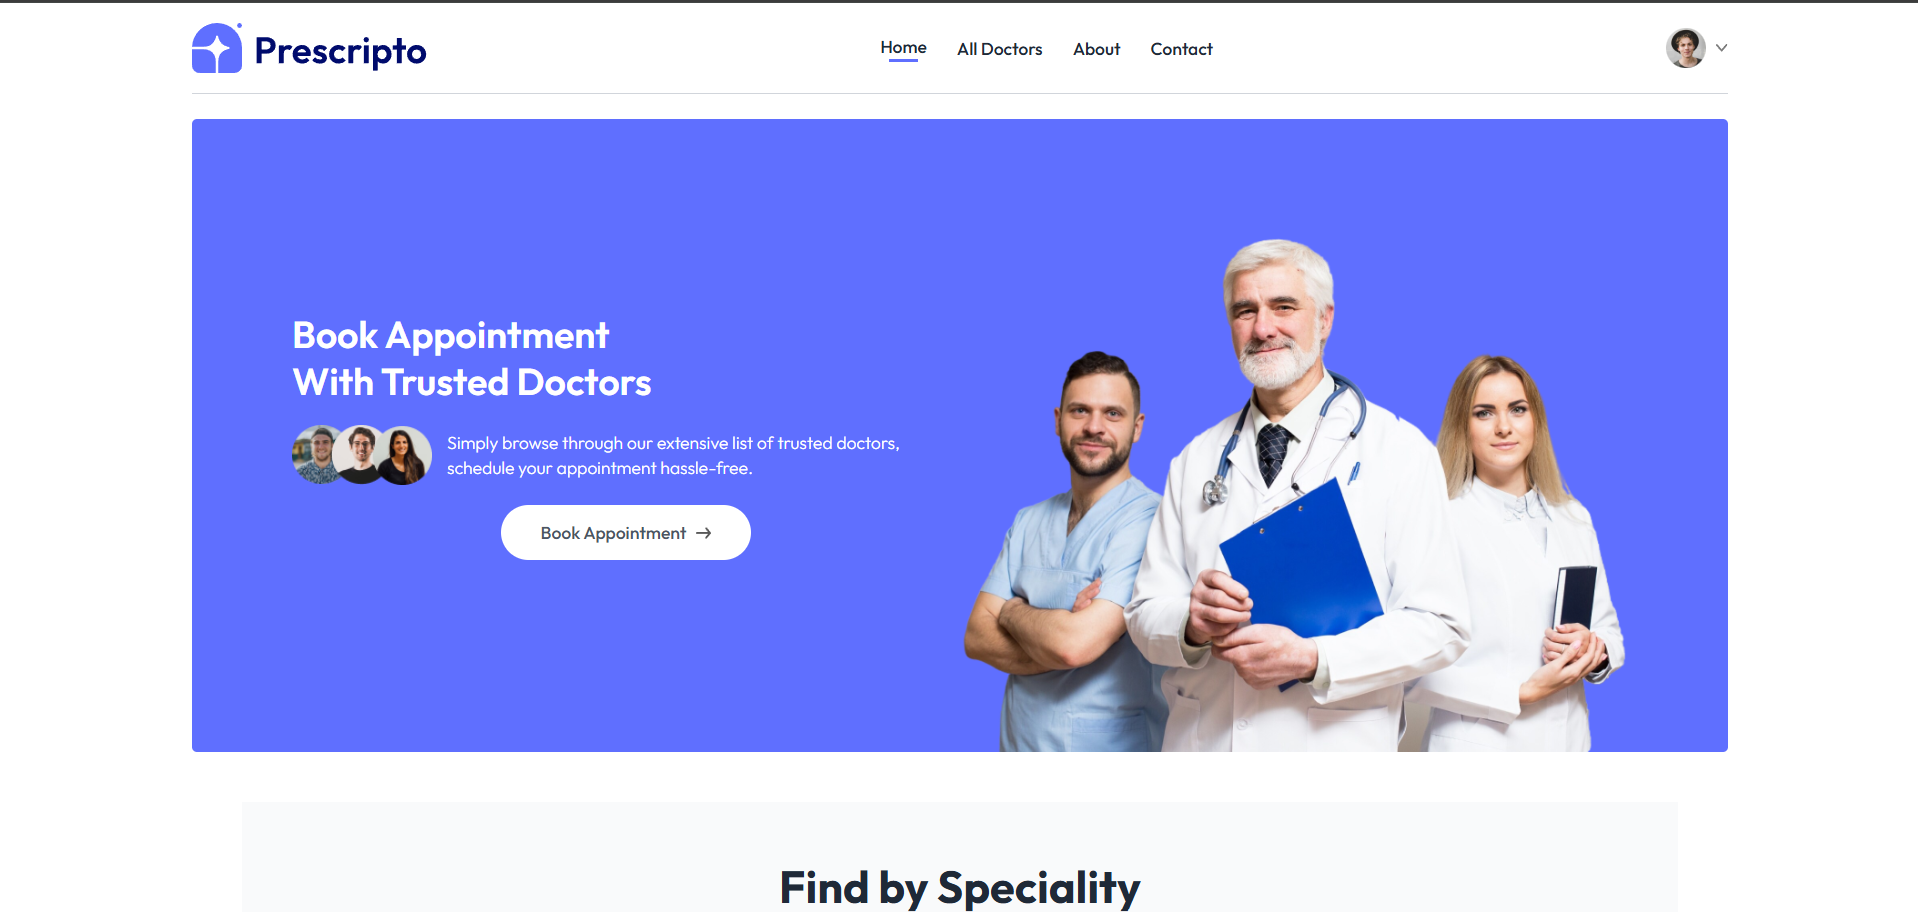 Prescripto
Home
All Doctors
About
Contact
Book Appointment
With Trusted Doctors
Simply browse through our extensive list of trusted doctors,
schedule your appointment hassle-free.
Book Appointment →
Find by Speciality